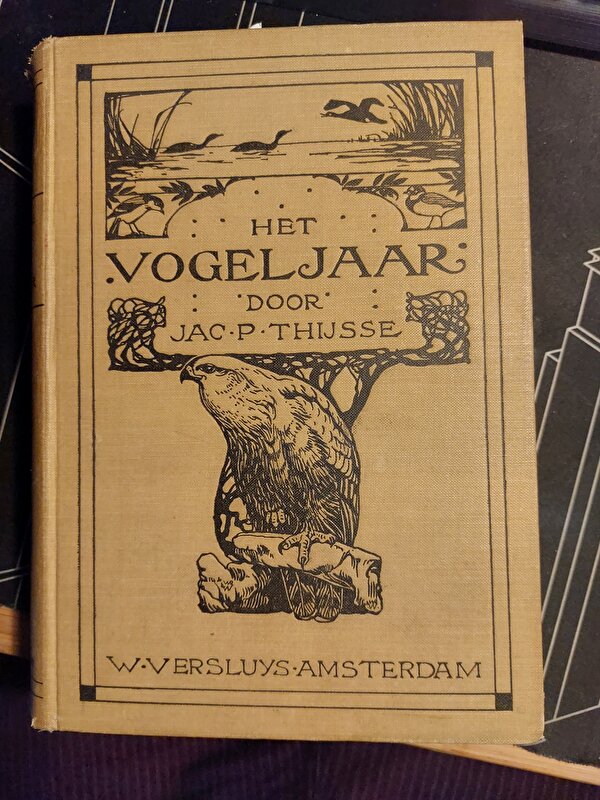 HET
VOGELJAAR
DOOR
JAC·P·THIJSSE
W·VERSLUYS·AMSTERDAM